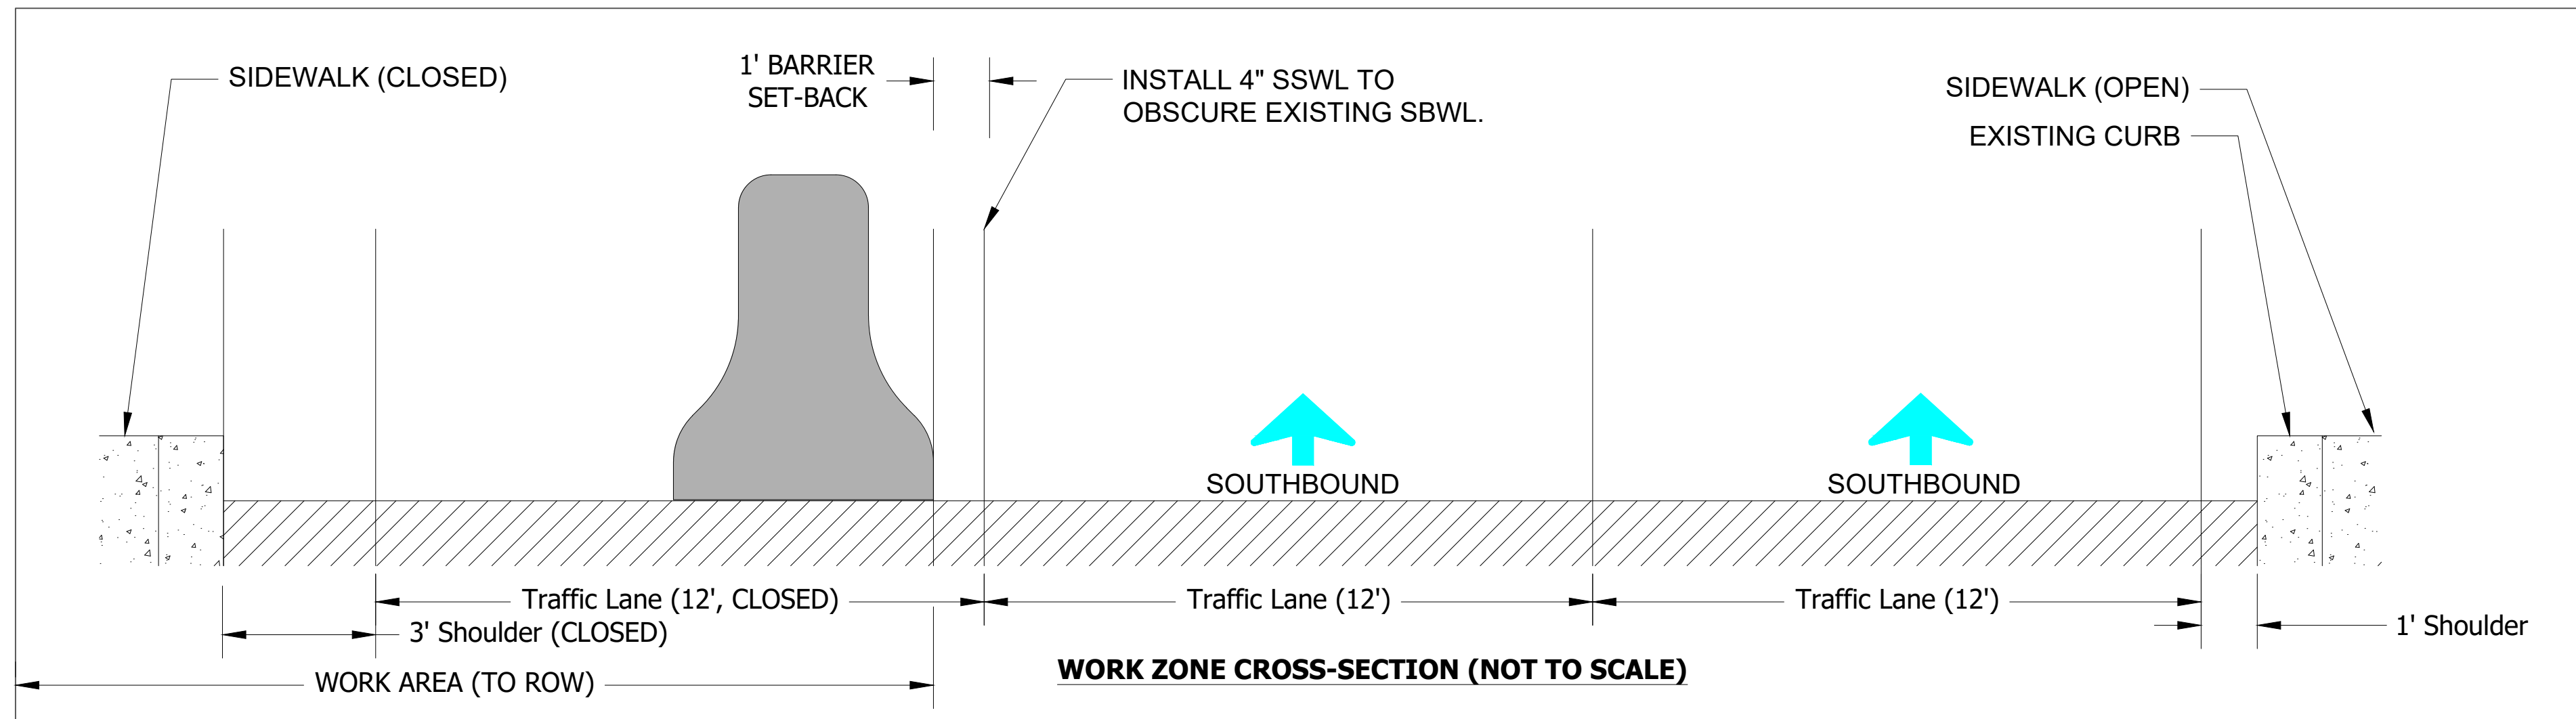 SIDEWALK (CLOSED)
1' BARRIER
SET-BACK
INSTALL 4" SSWL TO
OBSCURE EXISTING SBWL.
SIDEWALK (OPEN)
EXISTING CURB
SOUTHBOUND
SOUTHBOUND
Traffic Lane (12', CLOSED)
Traffic Lane (12')
Traffic Lane (12')
3' Shoulder (CLOSED)
1' Shoulder
WORK AREA (TO ROW)
WORK ZONE CROSS-SECTION (NOT TO SCALE)